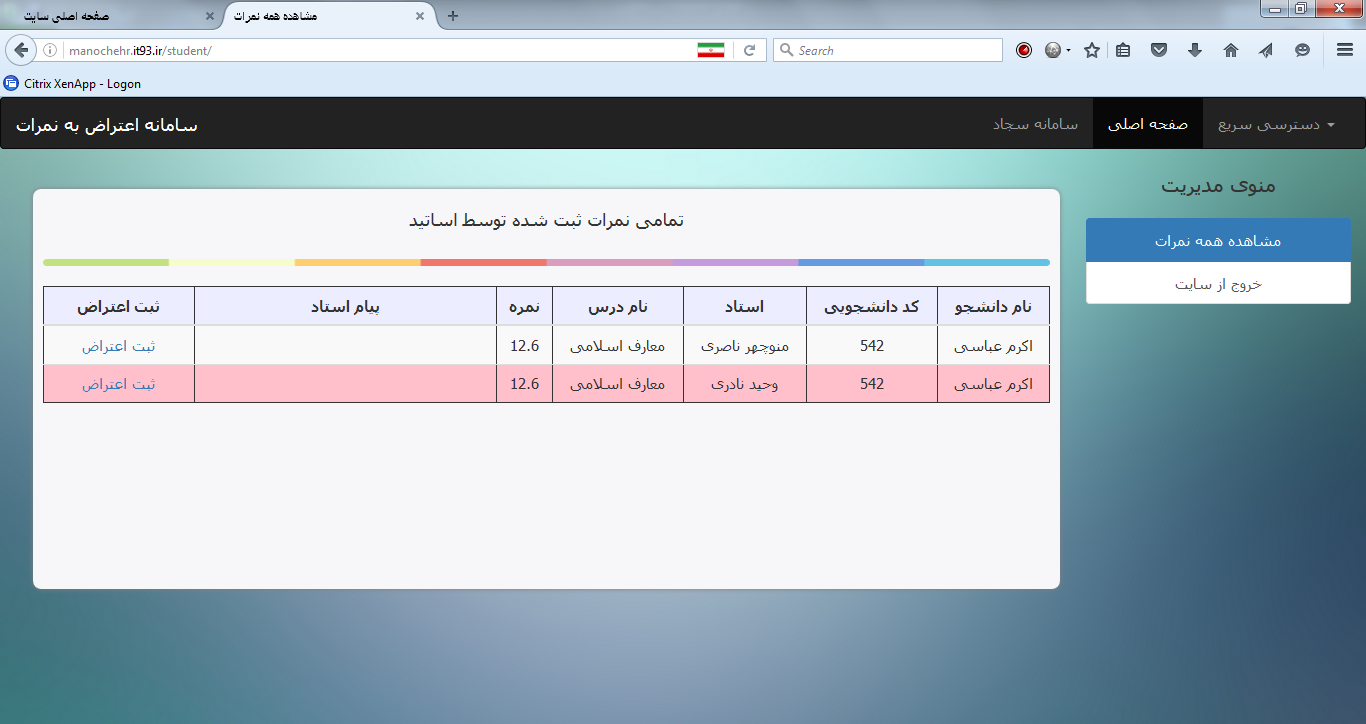 صفحه اصلی سایت
مشاهده همه نمرات
manochehr.it93.ir/student/
Search
Citrix XenApp - Logon
دسترسی سریع
صفحه اصلی
سامانه سجاد
سامانه اعتراض به نمرات
منوی مدیریت
مشاهده همه نمرات
خروج از سایت
تمامی نمرات ثبت شده توسط اساتید
نام دانشجو کد دانشجویی استاد نام درس نمره پیام استاد ثبت اعتراض
اکرم عباسی 542 منوچهر ناصری معارف اسلامی 12.6 ثبت اعتراض
اکرم عباسی 542 وحید نادری معارف اسلامی 12.6 ثبت اعتراض